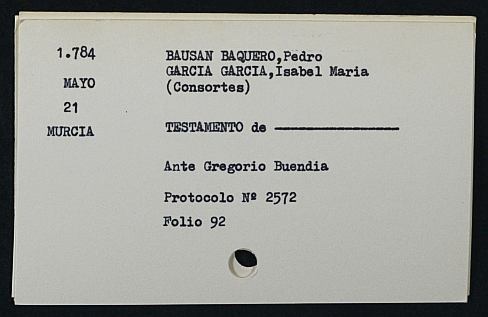 1.784
MAYO
21
MURCIA
BAUSAN BAQUERO,Pedro
GARCIA GARCIA,Isabel Maria
(Consortes)
TESTAMENTO de
Ante Gregorio Buendia
Protocolo Nº 2572
Folio 92